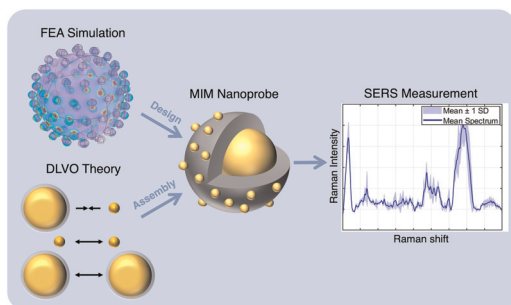 FEA Simulation
MIM Nanoprobe
SERS Measurement
Design
Mean ± 1 SD
Mean Spectrum
DLVO Theory
Assembly
Raman Intensity
Raman shift